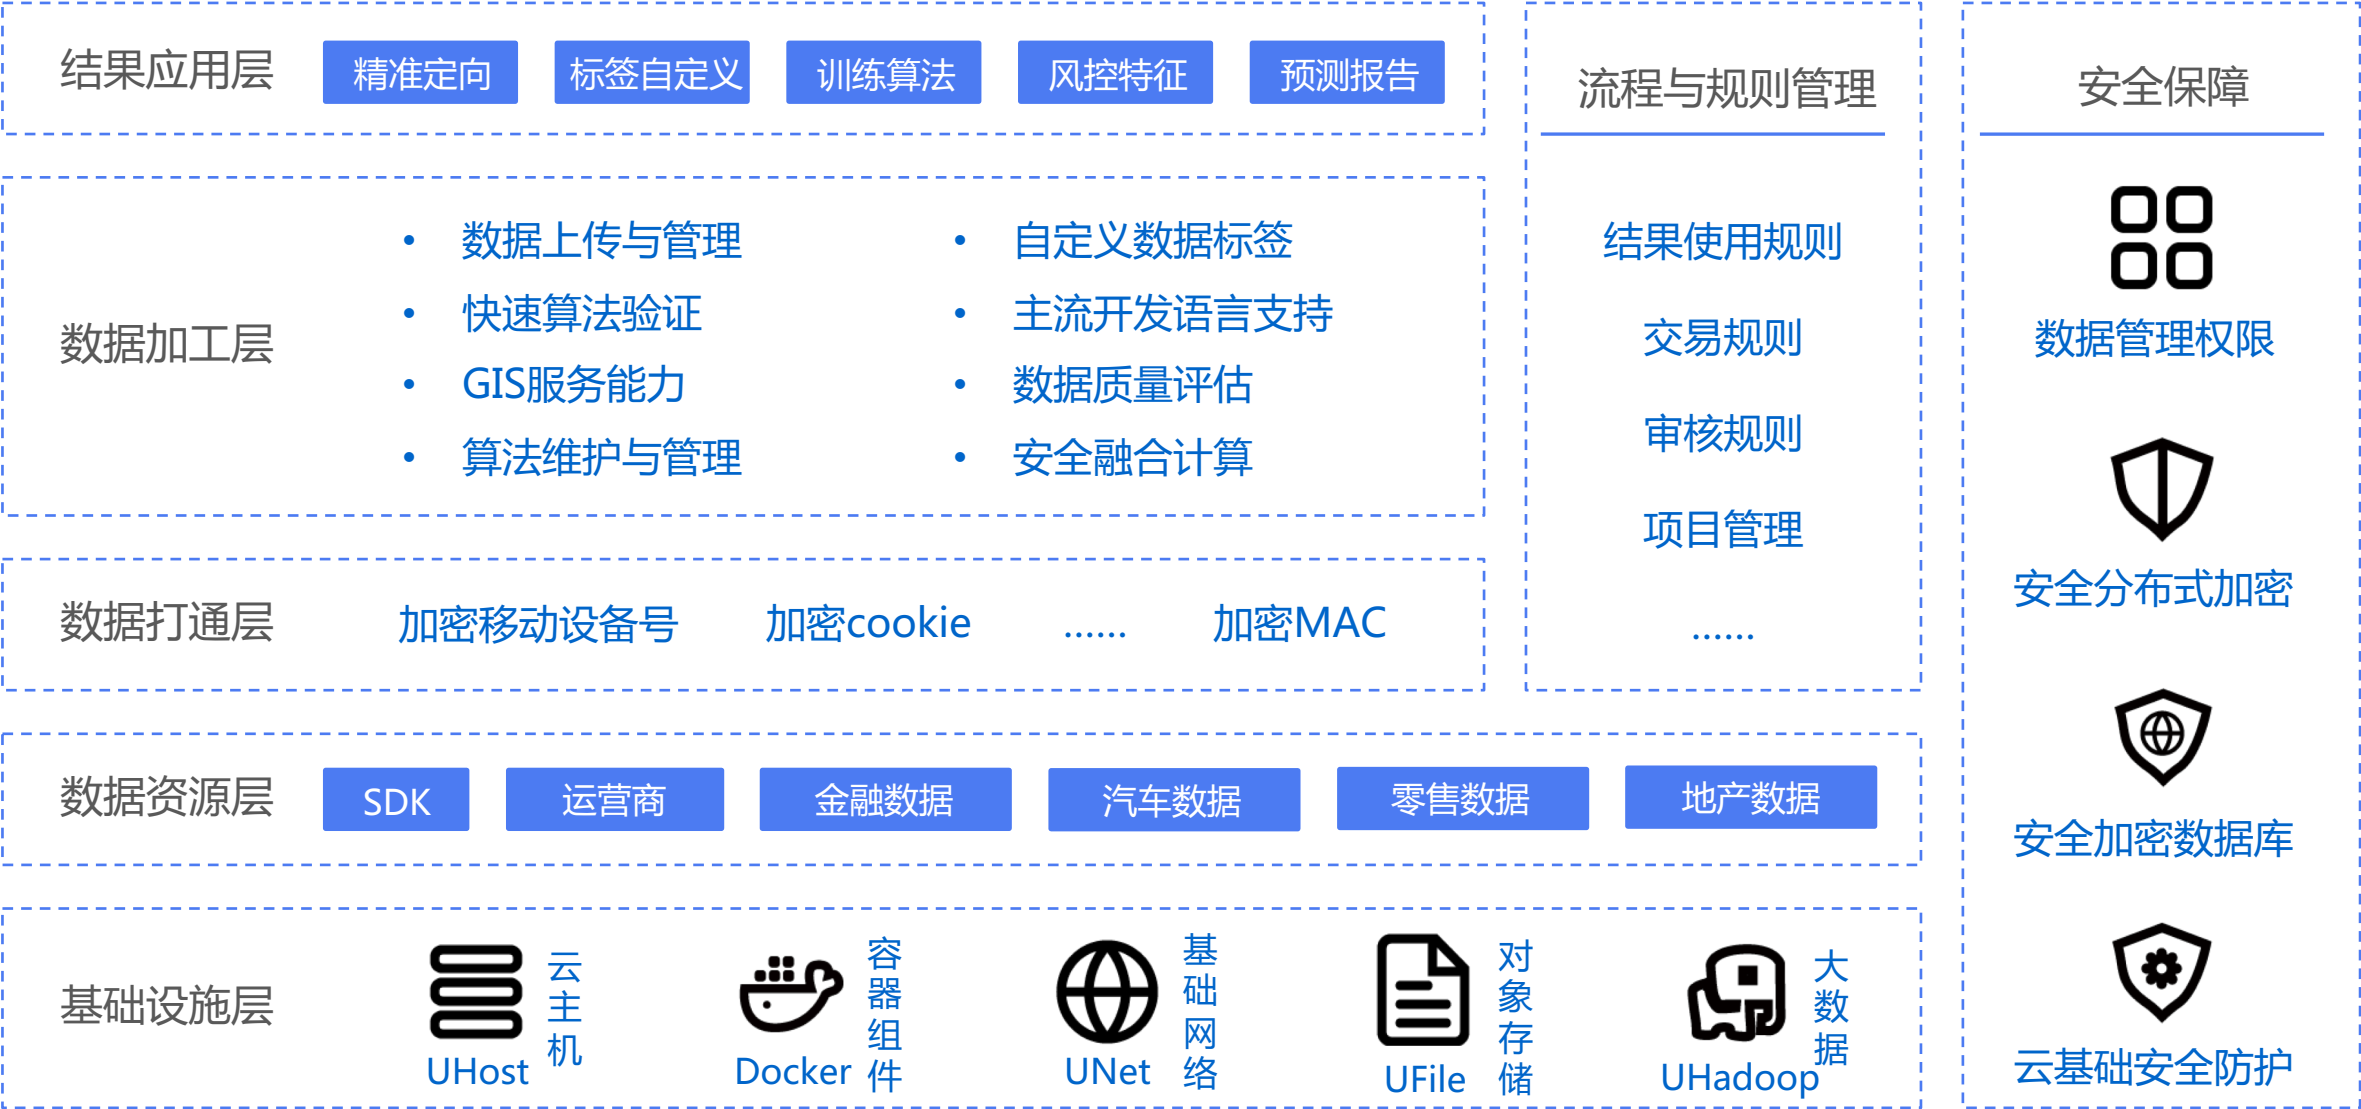 结果应用层
精准定向
标签自定义
训练算法
风控特征
预测报告
数据加工层
• 数据上传与管理
• 快速算法验证
• GIS服务能力
• 算法维护与管理
• 自定义数据标签
• 主流开发语言支持
• 数据质量评估
• 安全融合计算
数据打通层
加密移动设备号
加密cookie
……
加密MAC
流程与规则管理
结果使用规则
交易规则
审核规则
项目管理
……
数据资源层
SDK
运营商
金融数据
汽车数据
零售数据
地产数据
基础设施层
UHost
云主机
Docker
容器组件
UNet
基础网络
UFile
对象存储
UHadoop
大数据
安全保障
数据管理权限
安全分布式加密
安全加密数据库
云基础安全防护